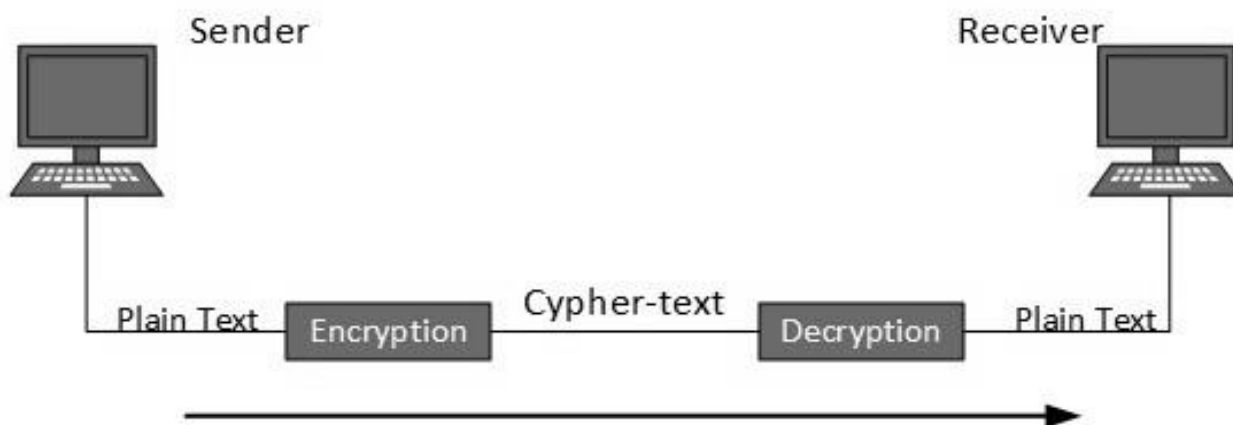 Sender
Receiver
Plain Text
Encryption
Cypher-text
Decryption
Plain Text